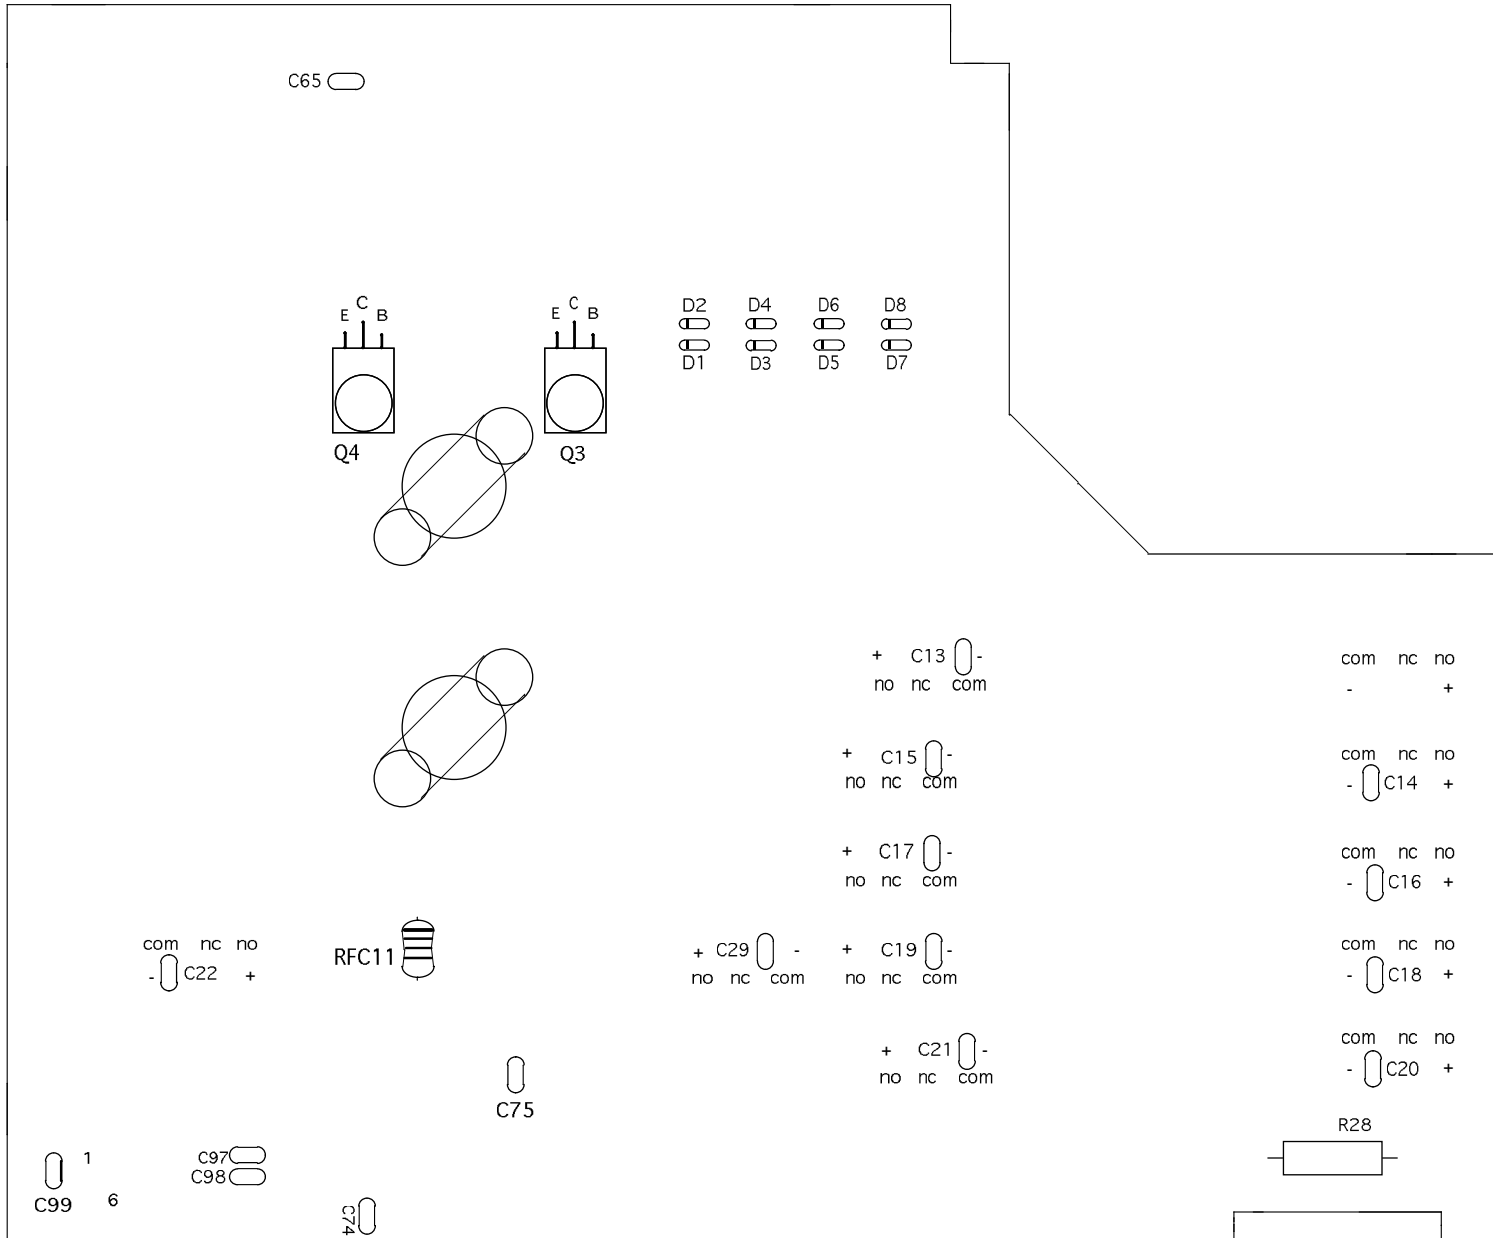 C65
E C B
E C B
D2 D4 D6 D8
D1 D3 D5 D7
Q4
Q3
+ C13 -
no nc com
com nc no
- +
+ C15 -
no nc com
com nc no
- C14 +
+ C17 -
no nc com
com nc no
- C16 +
com nc no
- C22 +
RFC11
+ C29 -
no nc com
+ C19 -
no nc com
com nc no
- C18 +
+ C21 -
no nc com
com nc no
- C20 +
C75
R28
1
C97
C98
C99
6
C74